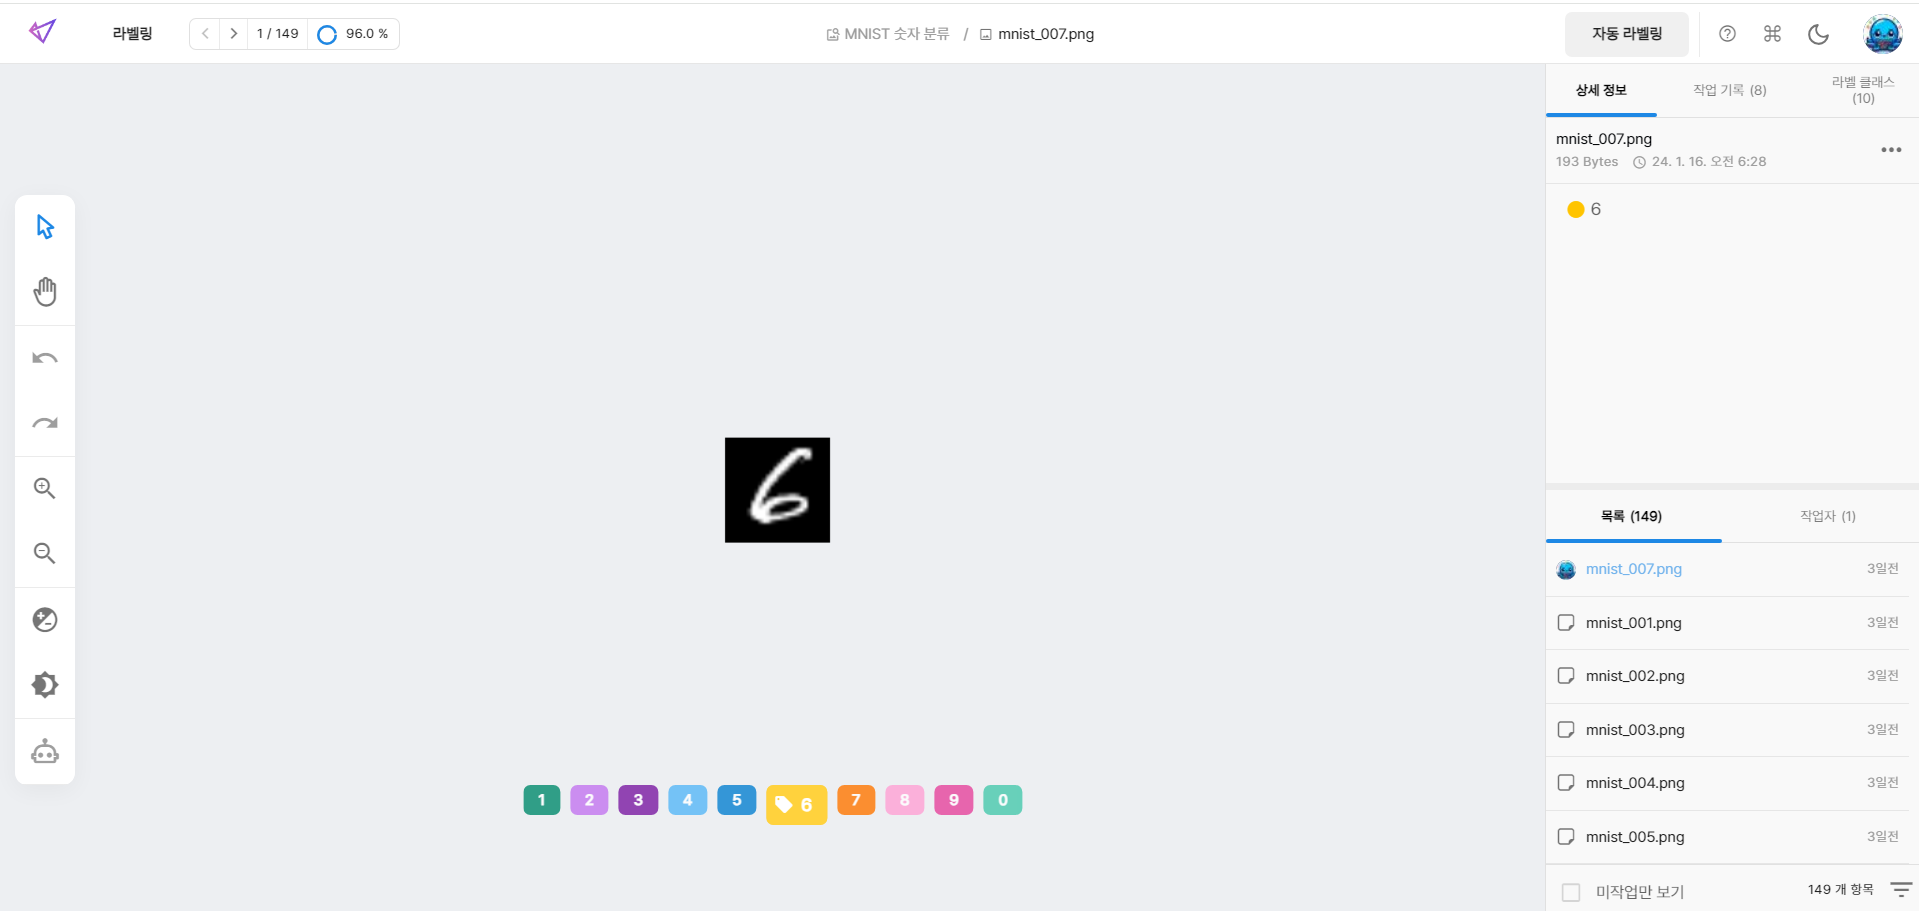 라벨링
1 / 149
96.0 %
MNIST 숫자 분류 / mnist_007.png
자동 라벨링
상세 정보
작업 기록 (8)
라벨 클래스
(10)
mnist_007.png
193 Bytes
24. 1. 16. 오전 6:28
6
6
1 2 3 4 5 6 7 8 9 0
목록 (149)
작업자 (1)
mnist_007.png 3일전
mnist_001.png 3일전
mnist_002.png 3일전
mnist_003.png 3일전
mnist_004.png 3일전
mnist_005.png 3일전
미작업만 보기
149 개 항목